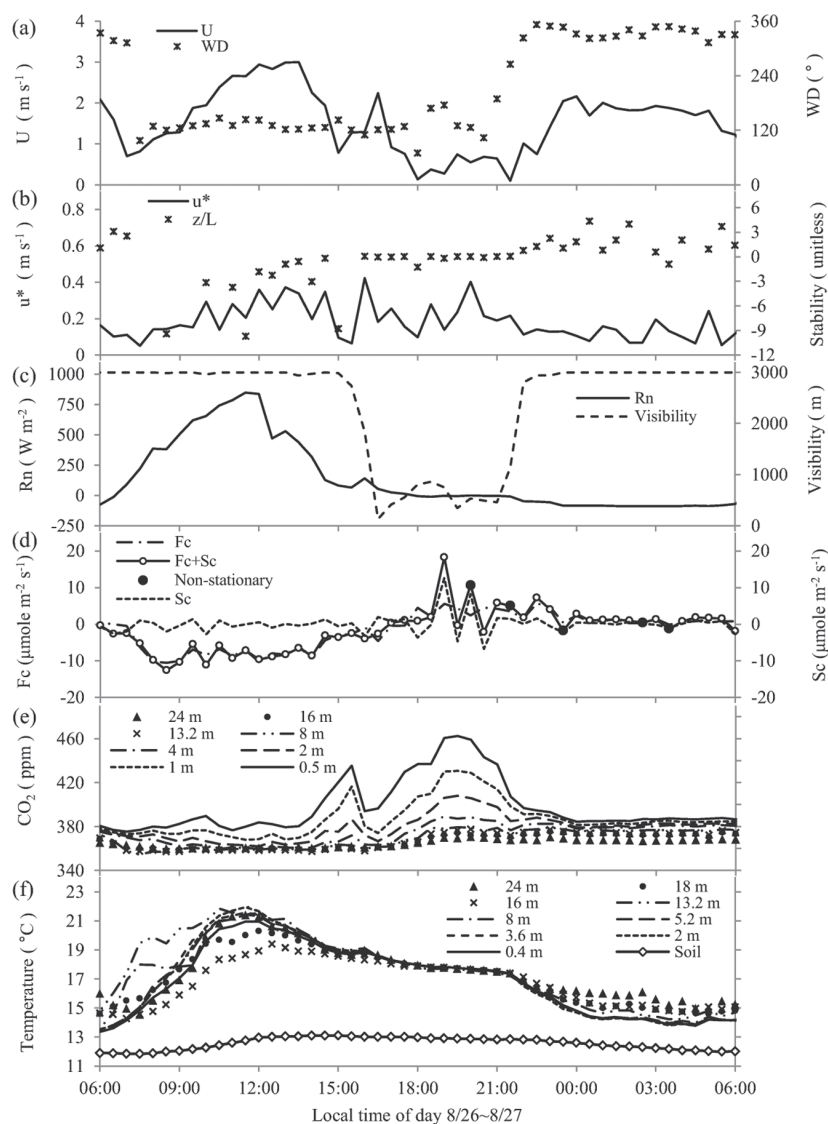 (a)
U
WD
4
3
2
1
0
U ( m s⁻¹ )
360
240
120
0
WD ( ° )
(b)
u*
z/L
0.8
0.6
0.4
0.2
0
u* ( m s⁻¹ )
6
3
0
-3
-6
-9
-12
Stability ( unitless )
(c)
Rn
Visibility
1000
750
500
250
0
-250
Rn ( W m⁻² )
3000
2000
1000
0
Visibility ( m )
(d)
Fc
Fc+Sc
Non-stationary
Sc
20
10
0
-10
-20
Fc (μmole m⁻² s⁻¹)
20
10
0
-10
-20
Sc (μmole m⁻² s⁻¹)
(e)
24 m 16 m
13.2 m 8 m
4 m 2 m
1 m 0.5 m
460
420
380
340
CO₂ ( ppm )
(f)
24 m 18 m
16 m 13.2 m
8 m 5.2 m
3.6 m 2 m
0.4 m Soil
23
21
19
17
15
13
11
Temperature ( °C )
06:00 09:00 12:00 15:00 18:00 21:00 00:00 03:00 06:00
Local time of day 8/26~8/27